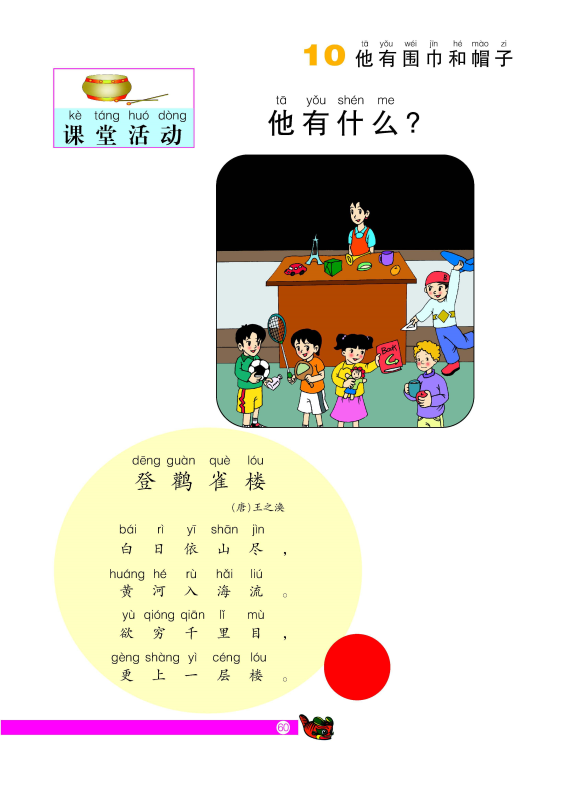 tā yǒu wéi jīn hé mào zi
10 他有围巾和帽子
kè táng huó dòng
课堂活动
tā yǒu shén me
他有什么？
BOOK
C
dēng guàn què lóu
登鹳雀楼
（唐）王之涣
bái rì yī shān jìn
白日依山尽，
huáng hé rù hǎi liú
黄河入海流。
yù qióng qiān lǐ mù
欲穷千里目，
gèng shàng yì céng lóu
更上一层楼。
60